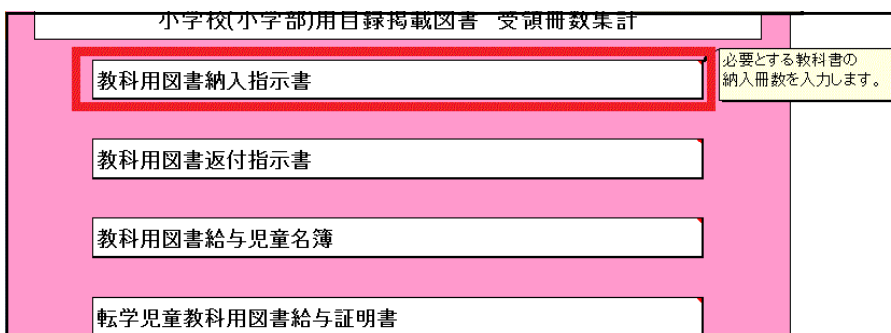 小学校(小学部)用目録掲載図書 受領冊数集計
教科用図書納入指示書
必要とする教科書の
納入冊数を入力します。
教科用図書返付指示書
教科用図書給与児童名簿
転学児童教科用図書給与証明書